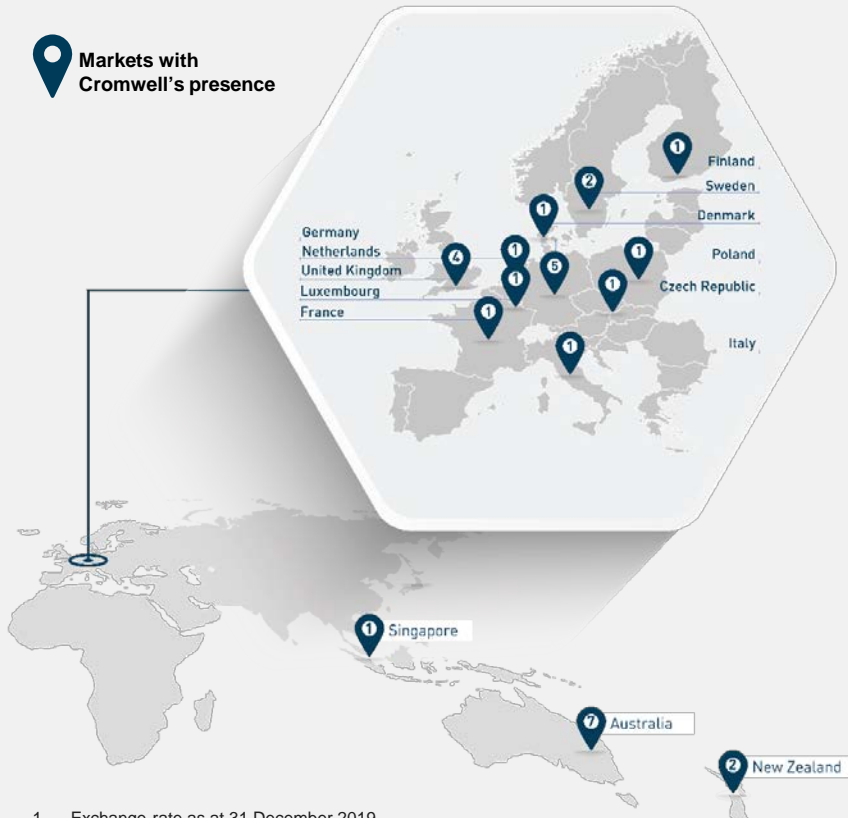 Markets with
Cromwell's presence
1
Finland
2
Sweden
1
Denmark
Germany
Netherlands
United Kingdom
Luxembourg
France
4
1
1
5
1
1
1
1
Poland
Czech Republic
Italy
1 Singapore
7 Australia
2 New Zealand
1 Exchange-rate as at 31 December 2019